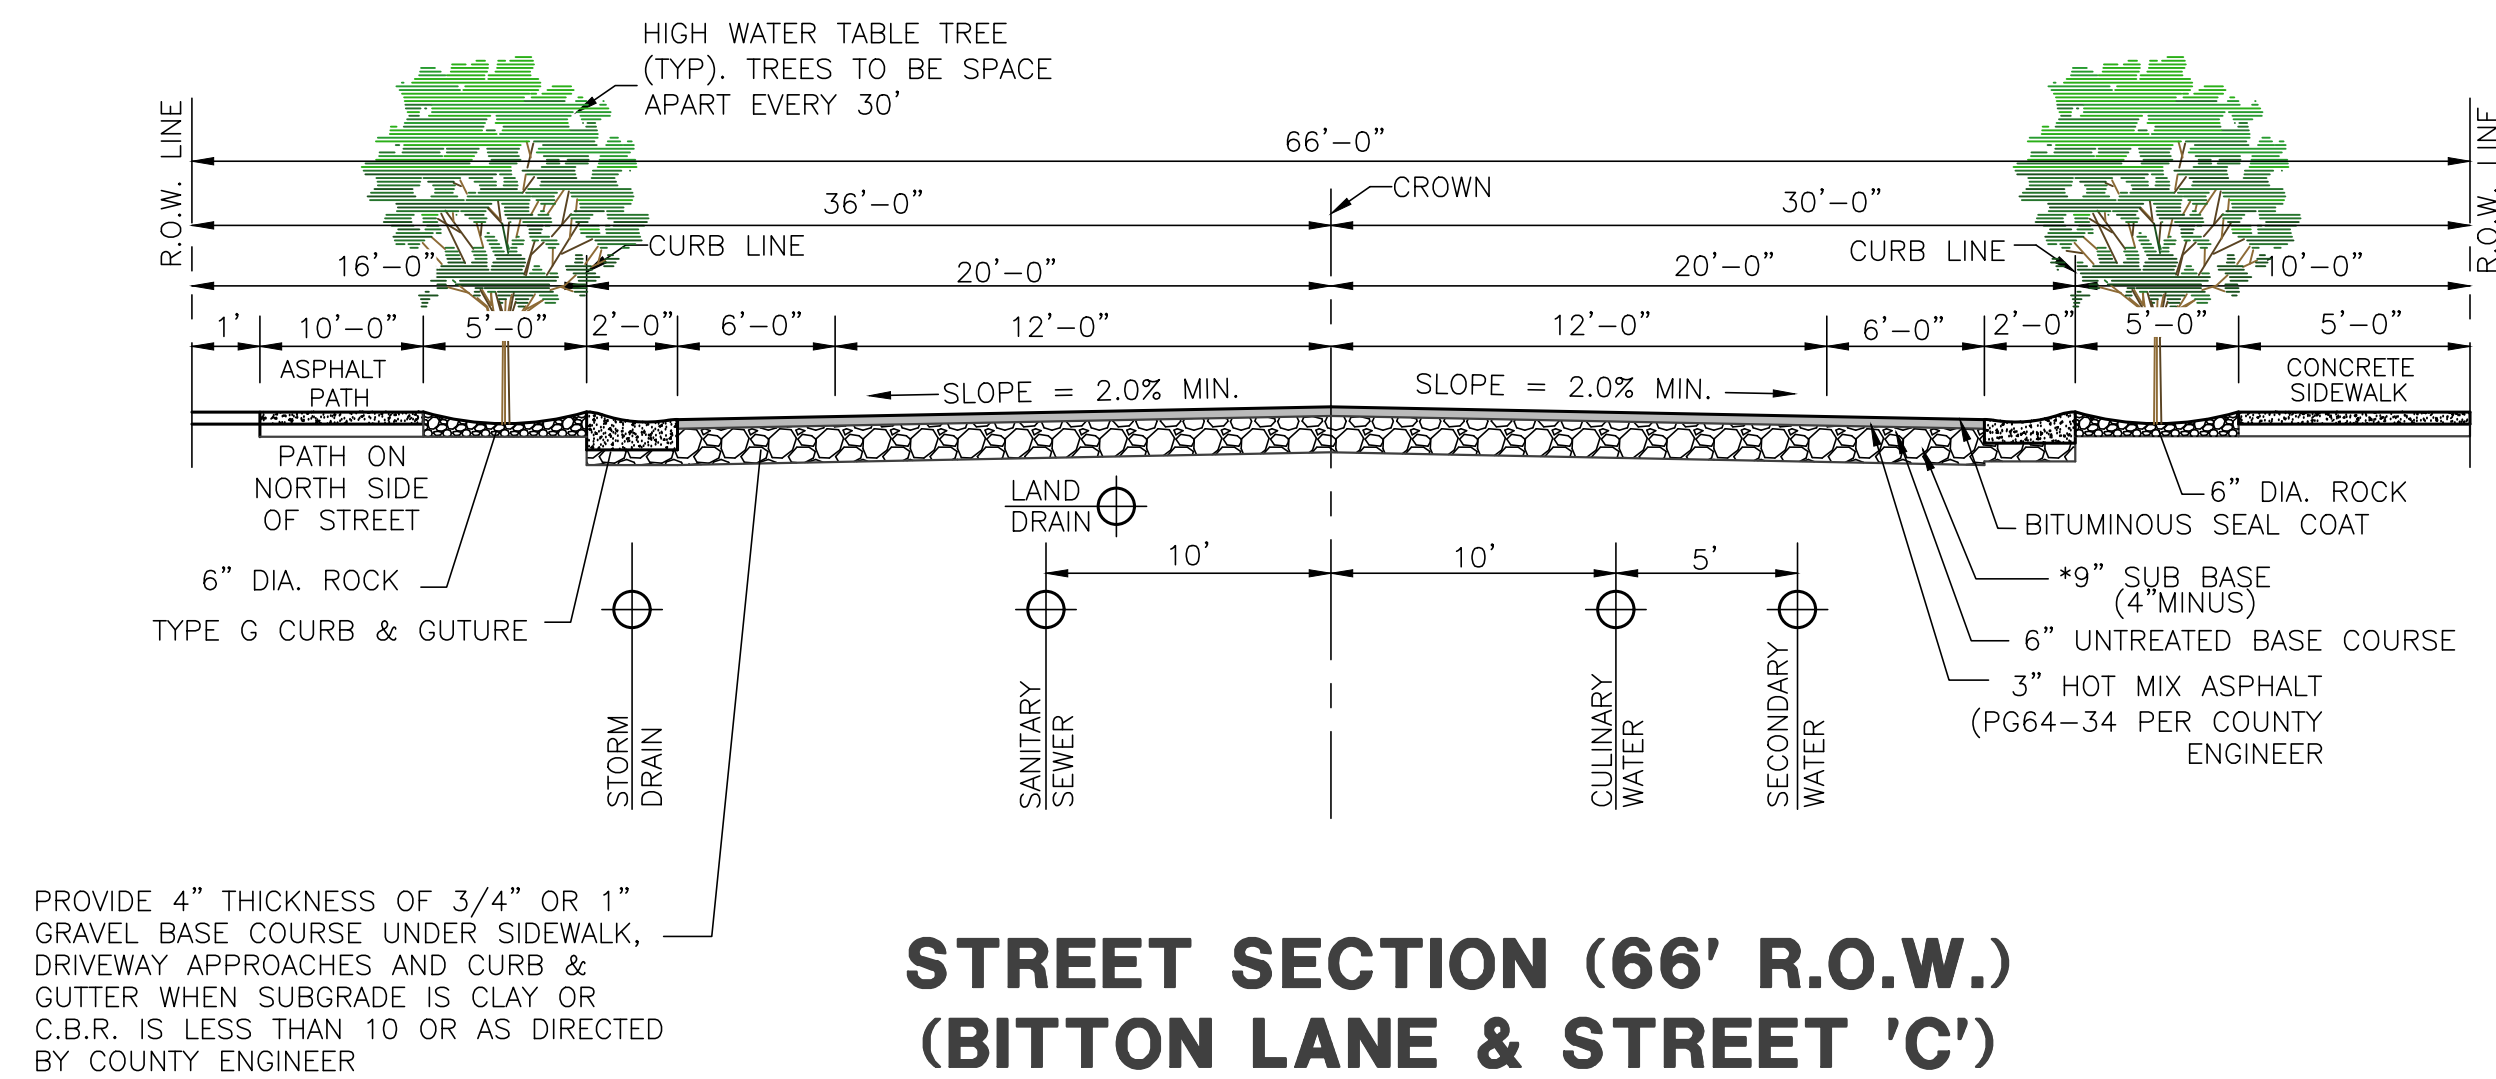 HIGH WATER TABLE TREE
(TYP). TREES TO BE SPACE
APART EVERY 30'
R.O.W. LINE
66'-0"
CROWN
36'-0"
30'-0"
CURB LINE
CURB LINE
R.O.W. LINE
16'-0"
20'-0"
20'-0"
10'-0"
1'
10'-0"
5'-0"
2'-0"
6'-0"
12'-0"
12'-0"
6'-0"
2'-0"
5'-0"
5'-0"
ASPHALT
PATH
CONCRETE
SIDEWALK
SLOPE = 2.0% MIN.
SLOPE = 2.0% MIN.
PATH ON
NORTH SIDE
OF STREET
LAND
DRAIN
6" DIA. ROCK
BITUMINOUS SEAL COAT
10'
10'
5'
6" DIA. ROCK
*9" SUB BASE
(4"MINUS)
TYPE G CURB & GUTURE
6" UNTREATED BASE COURSE
3" HOT MIX ASPHALT
(PG64-34 PER COUNTY
ENGINEER
STORM
DRAIN
SANITARY
SEWER
CULINARY
WATER
SECONDARY
WATER
PROVIDE 4" THICKNESS OF 3/4" OR 1"
GRAVEL BASE COURSE UNDER SIDEWALK,
DRIVEWAY APPROACHES AND CURB &
GUTTER WHEN SUBGRADE IS CLAY OR
C.B.R. IS LESS THAN 10 OR AS DIRECTED
BY COUNTY ENGINEER
STREET SECTION (66' R.O.W.)
(BITTON LANE & STREET 'C')